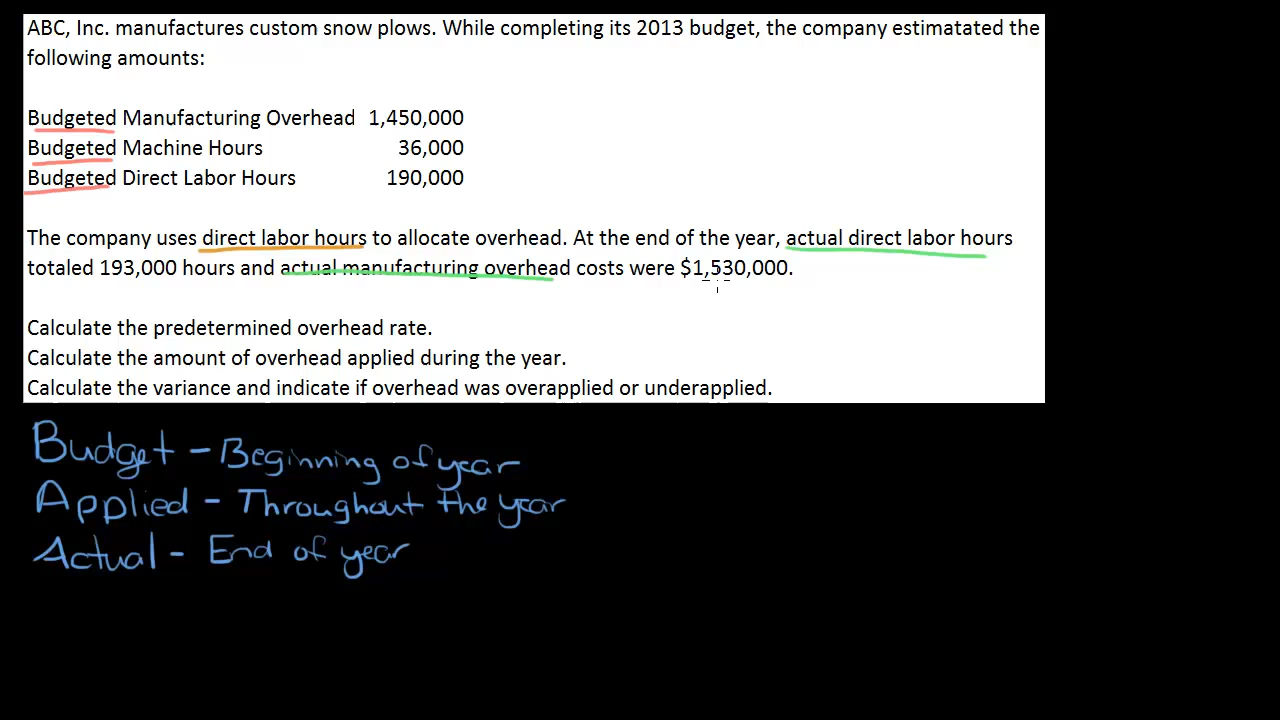 ABC, Inc. manufactures custom snow plows. While completing its 2013 budget, the company estimatated the
following amounts:
Budgeted Manufacturing Overhead 1,450,000
Budgeted Machine Hours 36,000
Budgeted Direct Labor Hours 190,000
The company uses direct labor hours to allocate overhead. At the end of the year, actual direct labor hours
totaled 193,000 hours and actual manufacturing overhead costs were $1,530,000.
Calculate the predetermined overhead rate.
Calculate the amount of overhead applied during the year.
Calculate the variance and indicate if overhead was overapplied or underapplied.
Budget - Beginning of year
Applied - Throughout the year
Actual - End of year